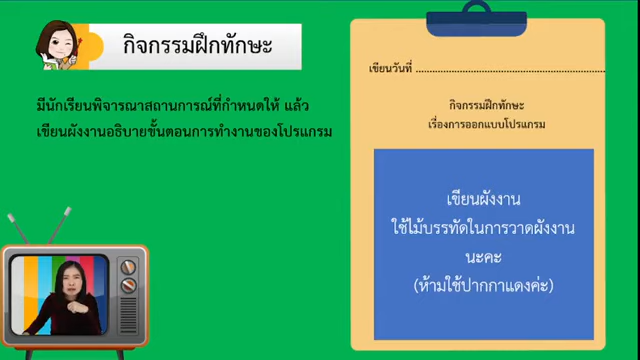 กิจกรรมฝึกทักษะ
มีนักเรียนพิจารณาสถานการณ์ที่กำหนดให้ แล้ว
เขียนผังงานอธิบายขั้นตอนการทำงานของโปรแกรม
เขียนวันที่ ................................................................
กิจกรรมฝึกทักษะ
เรื่องการออกแบบโปรแกรม
เขียนผังงาน
ใช้ไม้บรรทัดในการวาดผังงาน
นะคะ
(ห้ามใช้ปากกาแดงค่ะ)